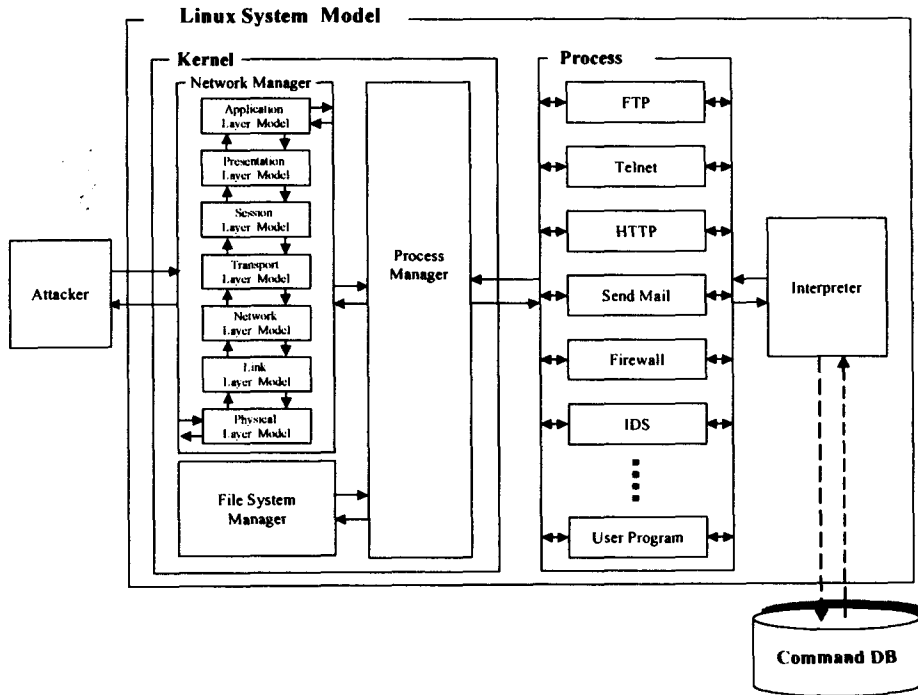 Linux System Model
Kernel
Network Manager
Application
Layer Model
Presentation
Layer Model
Session
Layer Model
Transport
Layer Model
Network
Layer Model
Link
Layer Model
Physical
Layer Model
File System
Manager
Process
Manager
Process
FTP
Telnet
HTTP
Send Mail
Firewall
IDS
User Program
Attacker
Interpreter
Command DB